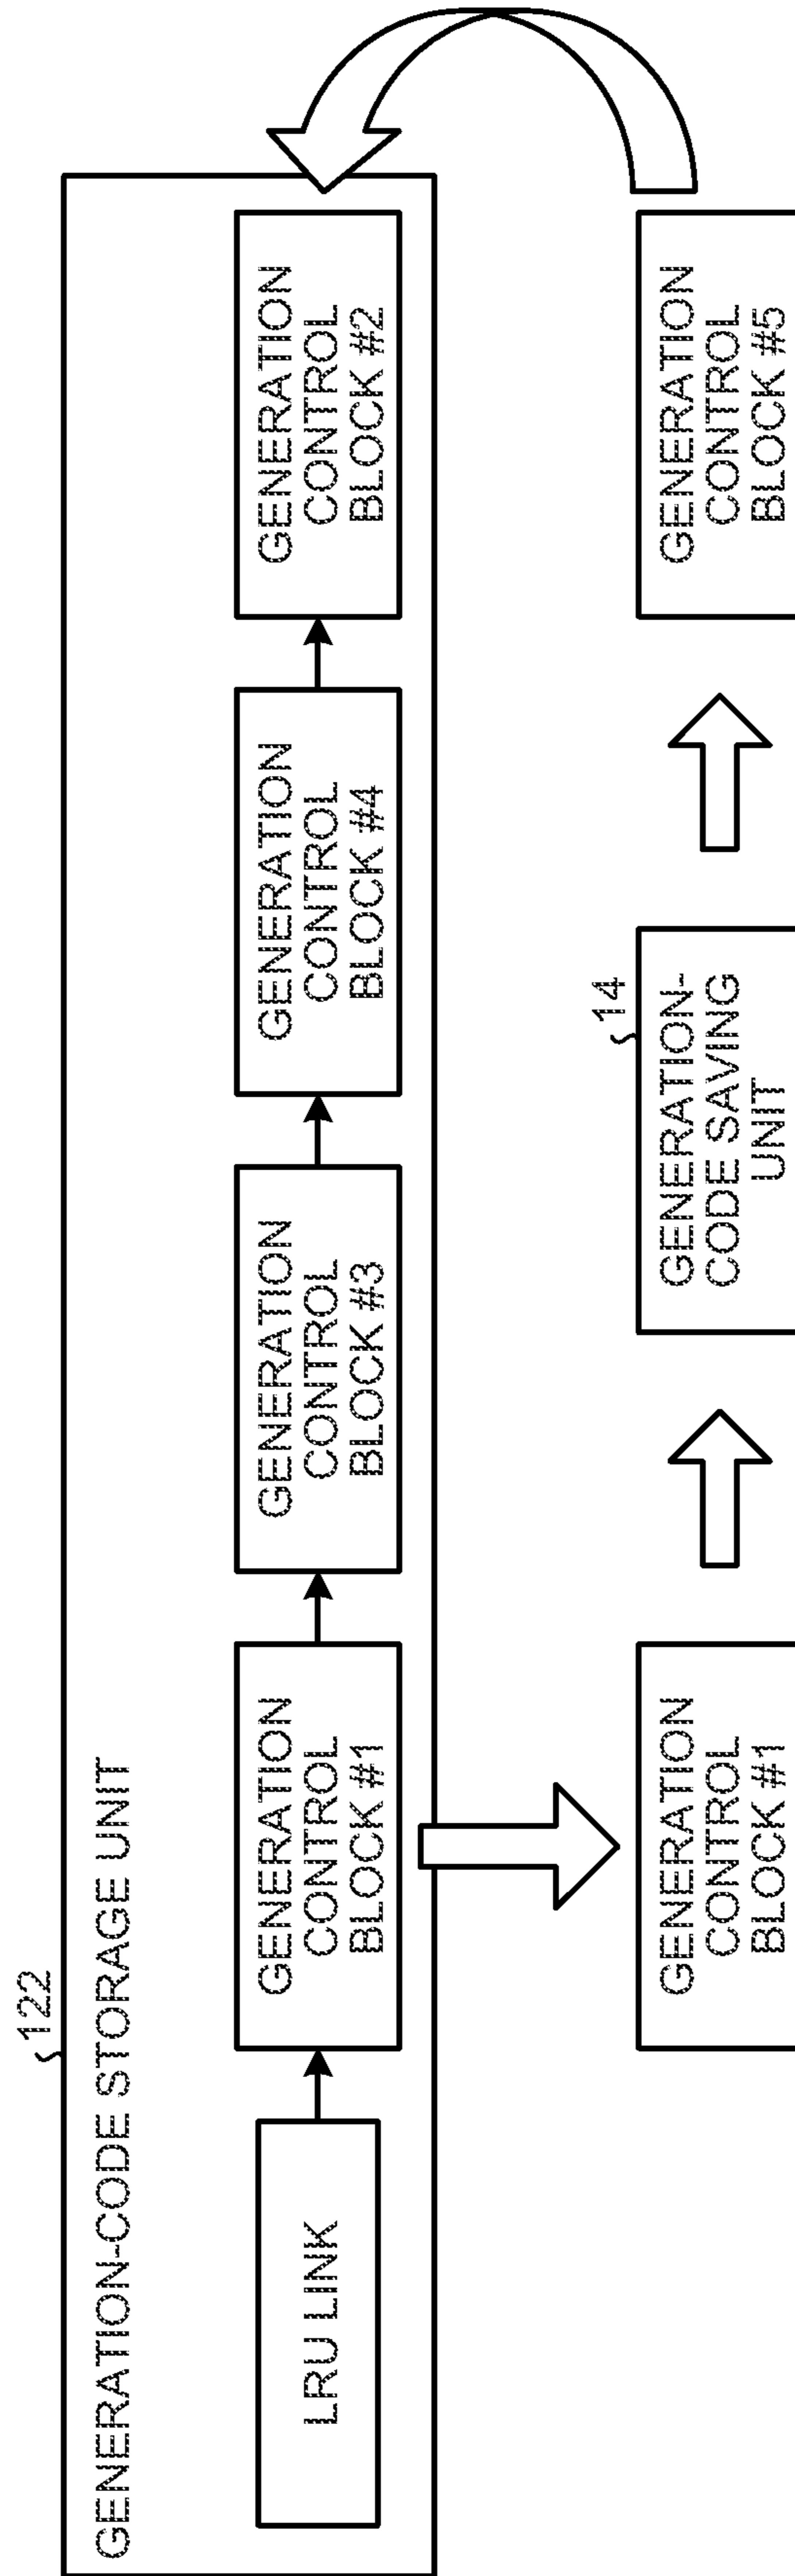 122
GENERATION-CODE STORAGE UNIT
LRU LINK
GENERATION
CONTROL
BLOCK #1
GENERATION
CONTROL
BLOCK #3
GENERATION
CONTROL
BLOCK #4
GENERATION
CONTROL
BLOCK #2
GENERATION
CONTROL
BLOCK #1
14
GENERATION-
CODE SAVING
UNIT
GENERATION
CONTROL
BLOCK #5